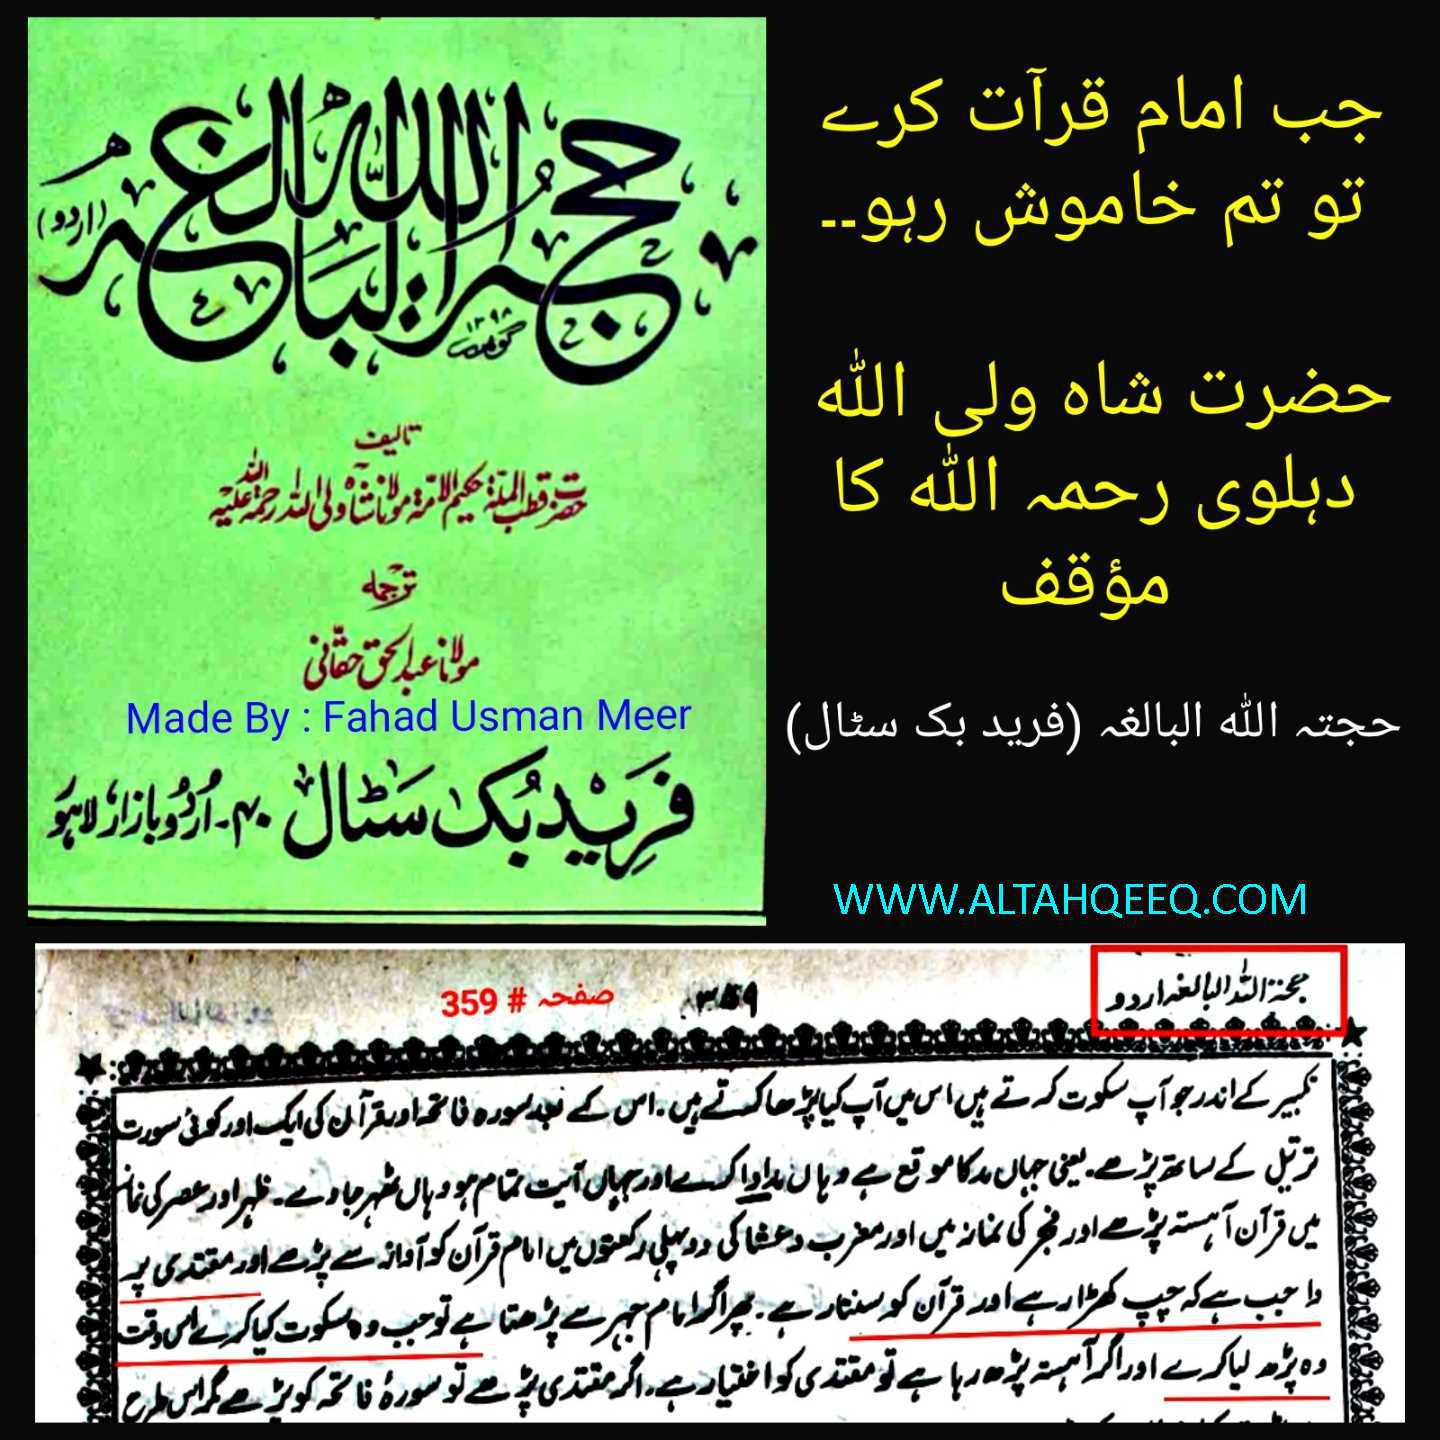 حجۃ اللہ البالغہ (اردو)
۱۳۹۸
تالیف
حضرت قطب الملۃ حکیم الامۃ مولانا شاہ ولی اللہ رحمۃ اللہ علیہ
ترجمہ
مولانا عبدالحق حقانی
Made By : Fahad Usman Meer
فرید بک سٹال ۴۰۔ اردو بازار، لاہور
جب امام قرآت کرے
تو تم خاموش رہو۔۔
حضرت شاہ ولی اللہ
دہلوی رحمہ اللہ کا
مؤقف
حجتہ اللہ البالغہ (فرید بک سٹال)
WWW.ALTAHQEEQ.COM
حجۃ اللہ البالغہ اردو
۳۵۹
صفحہ # 359
تکبیر کے اندر جو آپ سکوت کرتے ہیں اس میں آپ کیا پڑھا کرتے ہیں۔ اس کے بعد سورہ فاتحہ اور قرآن کی ایک اور کوئی سورت
ترتیل کے ساتھ پڑھے۔ یعنی جہاں مد کا موقع ہے وہاں مد ادا کرے اور جہاں آیت تمام ہو وہاں ٹھہر جاوے۔ ظہر اور عصر کی نماز
میں قرآن آہستہ پڑھے اور فجر کی نماز میں اور مغرب و عشا کی دو پہلی رکعتوں میں امام قرآن کو آواز سے پڑھے اور مقتدی پر
واجب ہے کہ چپ کھڑا رہے اور قرآن کو سنتا رہے۔ پھر اگر امام جہر سے پڑھتا ہے تو جب وہ سکوت کیا کرے اس وقت
وہ پڑھ لیا کرے اور اگر آہستہ پڑھ رہا ہے تو مقتدی کو اختیار ہے۔ اگر مقتدی پڑھے تو سورۂ فاتحہ کو پڑھے مگر اس طرح